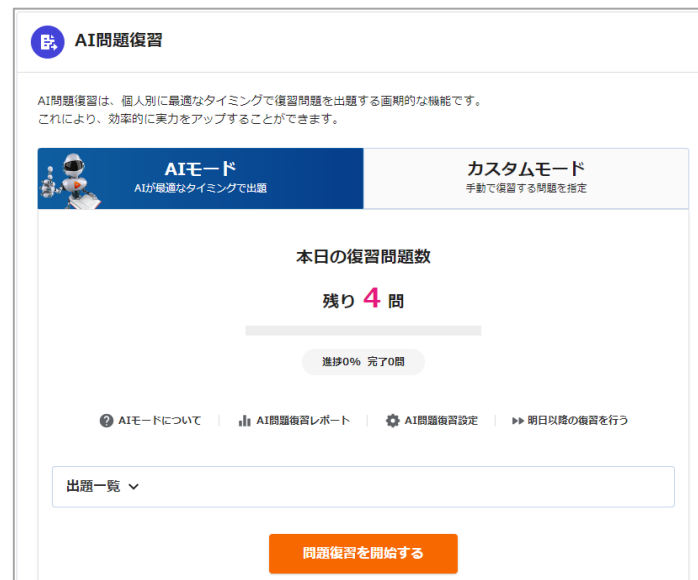 AI問題復習
AI問題復習は、個人別に最適なタイミングで復習問題を出題する画期的な機能です。
これにより、効率的に実力をアップすることができます。
AIモード
AIが最適なタイミングで出題
カスタムモード
手動で復習する問題を指定
本日の復習問題数
残り 4 問
進捗0% 完了0問
AIモードについて
AI問題復習レポート
AI問題復習設定
明日以降の復習を行う
出題一覧
問題復習を開始する